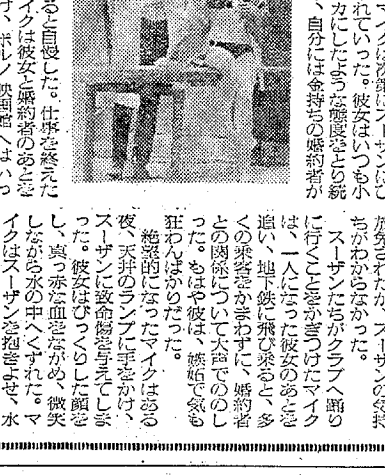 クは次第にスーザンにひ
れていった。彼女はいつも小
カにしたような態度をとり続
、自分には金持ちの婚約者が
ると自慢した。仕事を終えた
イクは彼女と婚約者のあとを
け、ポルノ映画館へはいっ
されたが、スーザンの気持
ちがわからなかった。
スーザンたちがクラブへ踊り
に行くことをかぎつけたマイク
は、一人になった彼女のあとを
追い、地下鉄に飛び乗ると、多
くの乗客をかまわずに、婚約者
との関係について大声でののし
った。もはや彼は、嫉妬で気も
狂わんばかりだった。
絶望的になったマイクはある
夜、天井のランプに手をかけ、
スーザンに致命傷を与えてしま
った。彼女はびっくりした顔を
し、真っ赤な血をながめ、微笑
しながら水の中へくずれた。マ
イクはスーザンを抱きよせ、水